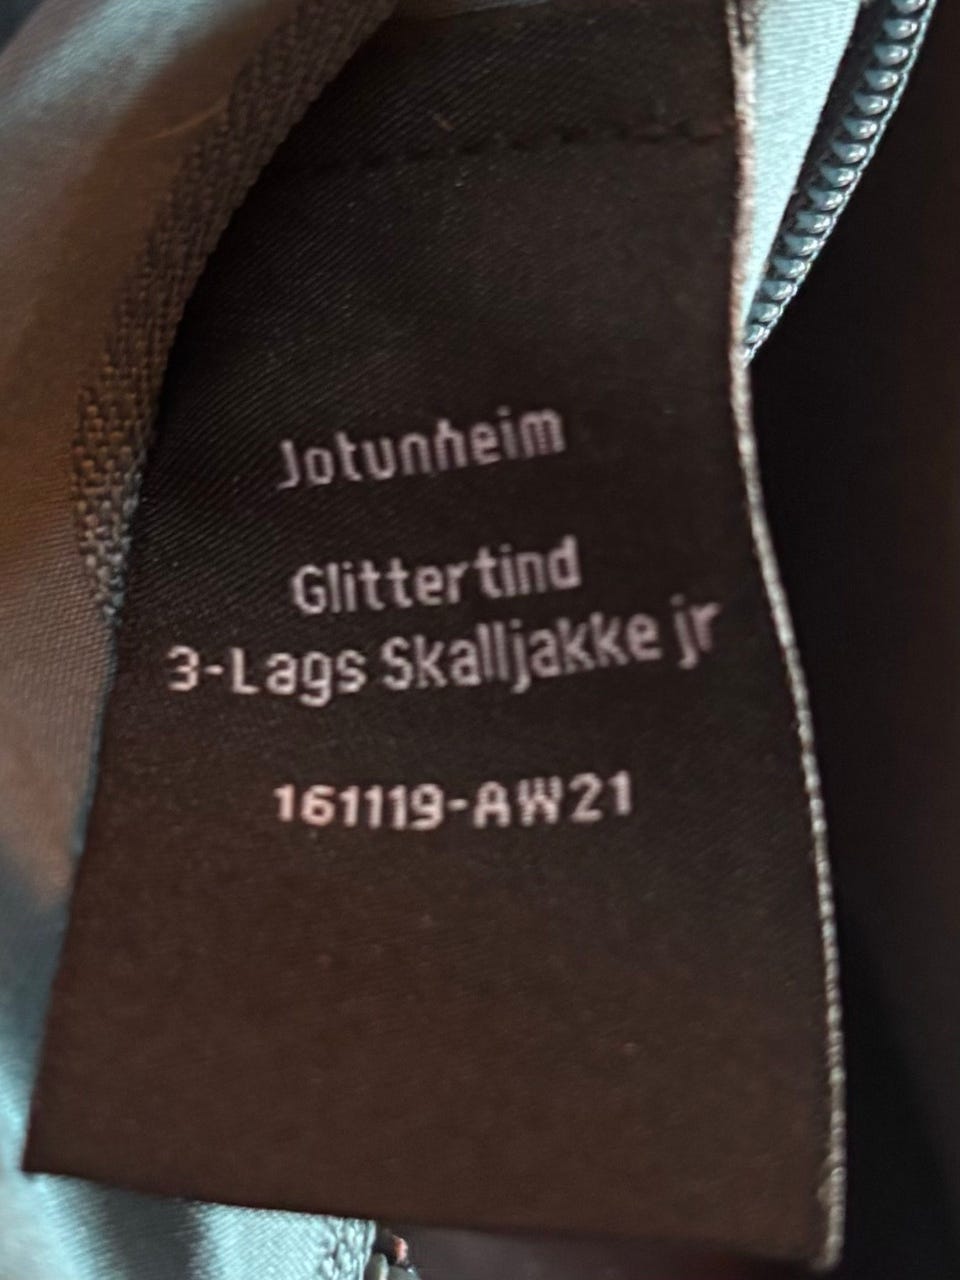 Jotunheim
Glittertind
3-Lags Skalljakke jr
161119-AW21